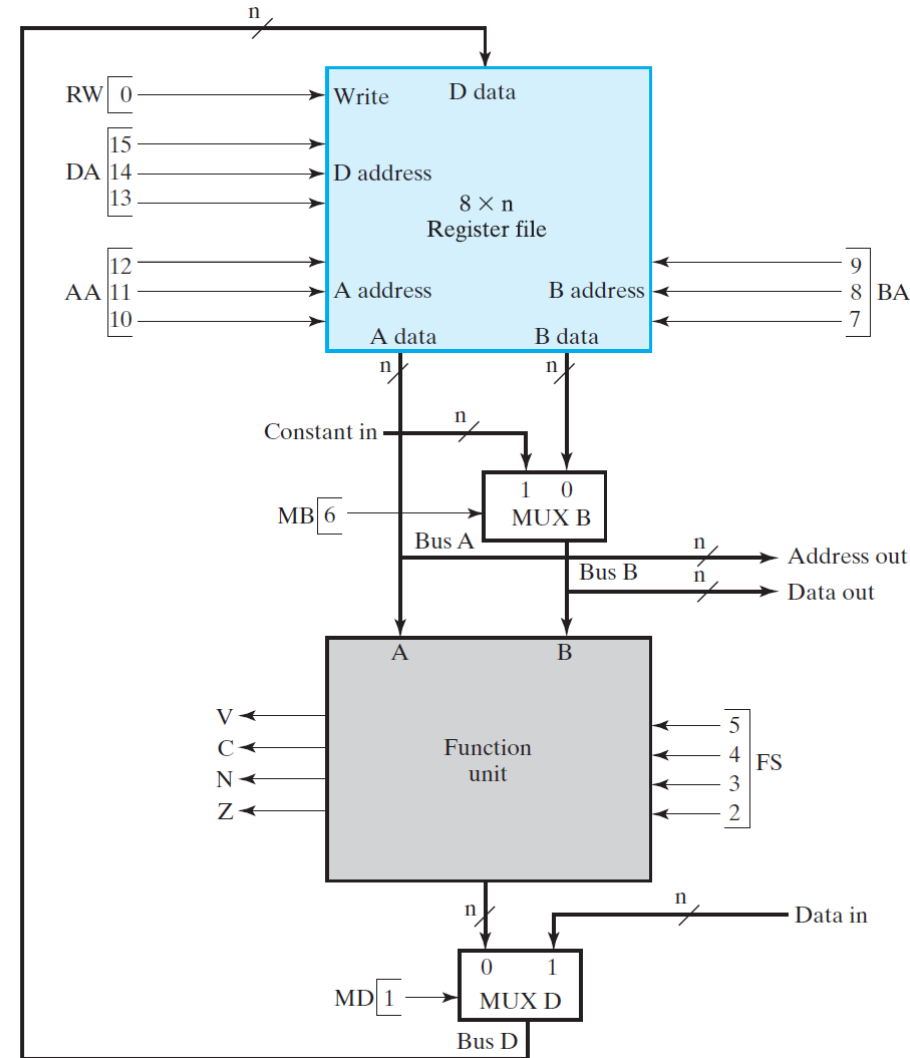 n
RW 0
Write
D data
15
DA 14
13
D address
8 × n
Register file
12
AA 11
10
A address
B address
9
8 BA
7
A data
B data
n
n
Constant in
n
1 0
MUX B
MB 6
Bus A
n
Address out
Bus B
n
Data out
A
B
V
C
N
Z
Function
unit
5
4
3
2
FS
n
n
Data in
0 1
MUX D
MD 1
Bus D